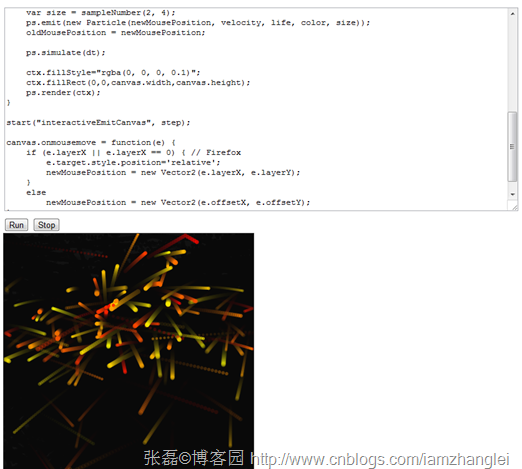 var size = sampleNumber(2, 4);
ps.emit(new Particle(newMousePosition, velocity, life, color, size));
oldMousePosition = newMousePosition;
ps.simulate(dt);
ctx.fillStyle="rgba(0, 0, 0, 0.1)";
ctx.fillRect(0,0,canvas.width,canvas.height);
ps.render(ctx);
}
start("interactiveEmitCanvas", step);
canvas.onmousemove = function(e) {
if (e.layerX || e.layerX == 0) { // Firefox
e.target.style.position='relative';
newMousePosition = new Vector2(e.layerX, e.layerY);
}
else
newMousePosition = new Vector2(e.offsetX, e.offsetY);
Run Stop
张磊©博客园 http://www.cnblogs.com/iamzhanglei